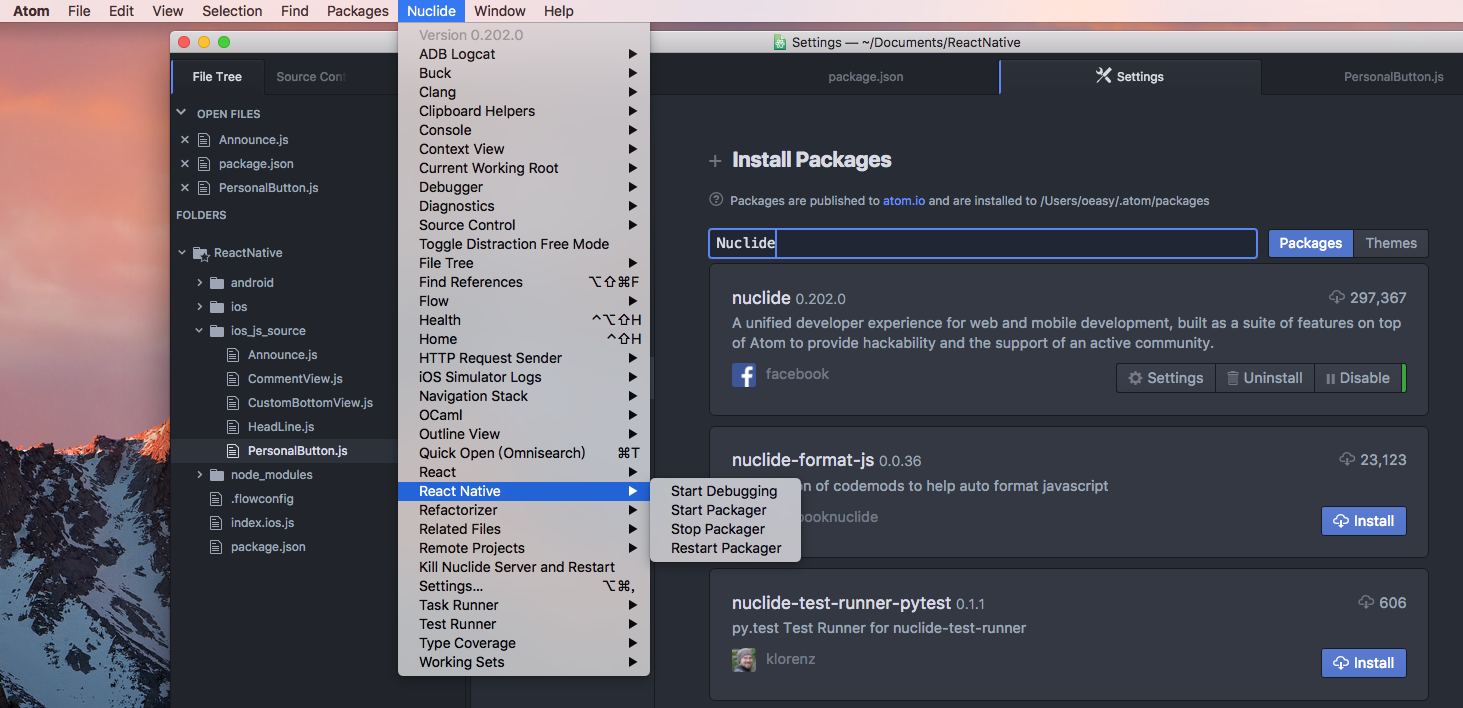 Atom File Edit View Selection Find Packages Nuclide Window Help
Settings — ~/Documents/ReactNative
File Tree
Source Cont
package.json
Settings
PersonalButton.js
OPEN FILES
Announce.js
package.json
PersonalButton.js
FOLDERS
ReactNative
android
ios
ios_js_source
Announce.js
CommentView.js
CustomBottomView.js
HeadLine.js
PersonalButton.js
node_modules
.flowconfig
index.ios.js
package.json
Version 0.202.0
ADB Logcat
Buck
Clang
Clipboard Helpers
Console
Context View
Current Working Root
Debugger
Diagnostics
Source Control
Toggle Distraction Free Mode
File Tree
Find References ⌥⇧⌘F
Flow
Health ^⌥⇧H
Home ^⇧H
HTTP Request Sender
iOS Simulator Logs
Navigation Stack
OCaml
Outline View
Quick Open (Omnisearch) ⌘T
React
React Native
Refactorizer
Related Files
Remote Projects
Kill Nuclide Server and Restart
Settings... ⌥⌘,
Task Runner
Test Runner
Type Coverage
Working Sets
Start Debugging
Start Packager
Stop Packager
Restart Packager
+ Install Packages
Packages are published to atom.io and are installed to /Users/oeasy/.atom/packages
Nuclide
Packages
Themes
nuclide 0.202.0
297,367
A unified developer experience for web and mobile development, built as a suite of features on top
of Atom to provide hackability and the support of an active community.
facebook
Settings
Uninstall
Disable
nuclide-format-js 0.0.36
23,123
on of codemods to help auto format javascript
booknuclide
Install
nuclide-test-runner-pytest 0.1.1
606
py.test Test Runner for nuclide-test-runner
klorenz
Install